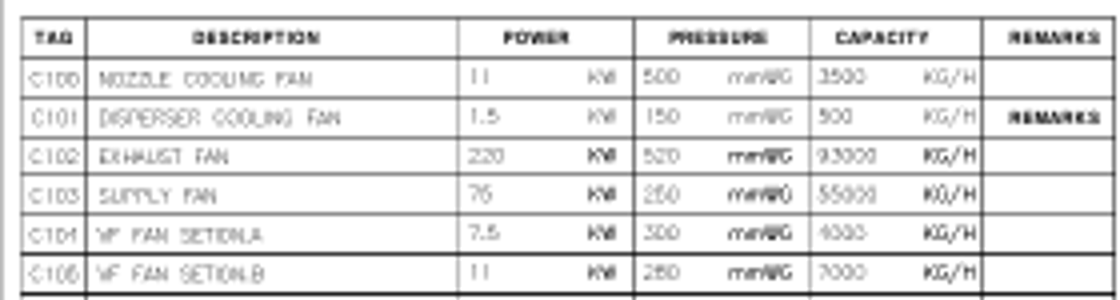 TAG DESCRIPTION POWER PRESSURE CAPACITY REMARKS
C100 NOZZLE COOLING FAN 11 KW 500 mmWG 3500 KG/H
C101 DISPERSER COOLING FAN 1.5 KW 150 mmWG 500 KG/H REMARKS
C102 EXHAUST FAN 220 KW 520 mmWG 93000 KG/H
C103 SUPPLY FAN 75 KW 250 mmWG 55000 KG/H
C104 VF FAN SETION.A 7.5 KW 300 mmWG 4000 KG/H
C105 VF FAN SETION.B 11 KW 280 mmWG 7000 KG/H